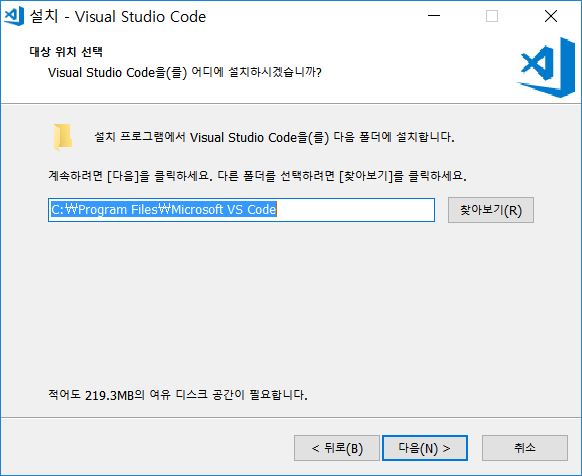 설치 - Visual Studio Code
대상 위치 선택
Visual Studio Code을(를) 어디에 설치하시겠습니까?
설치 프로그램에서 Visual Studio Code을(를) 다음 폴더에 설치합니다.
계속하려면 [다음]을 클릭하세요. 다른 폴더를 선택하려면 [찾아보기]를 클릭하세요.
C:₩Program Files₩Microsoft VS Code
찾아보기(R)
적어도 219.3MB의 여유 디스크 공간이 필요합니다.
< 뒤로(B)
다음(N) >
취소